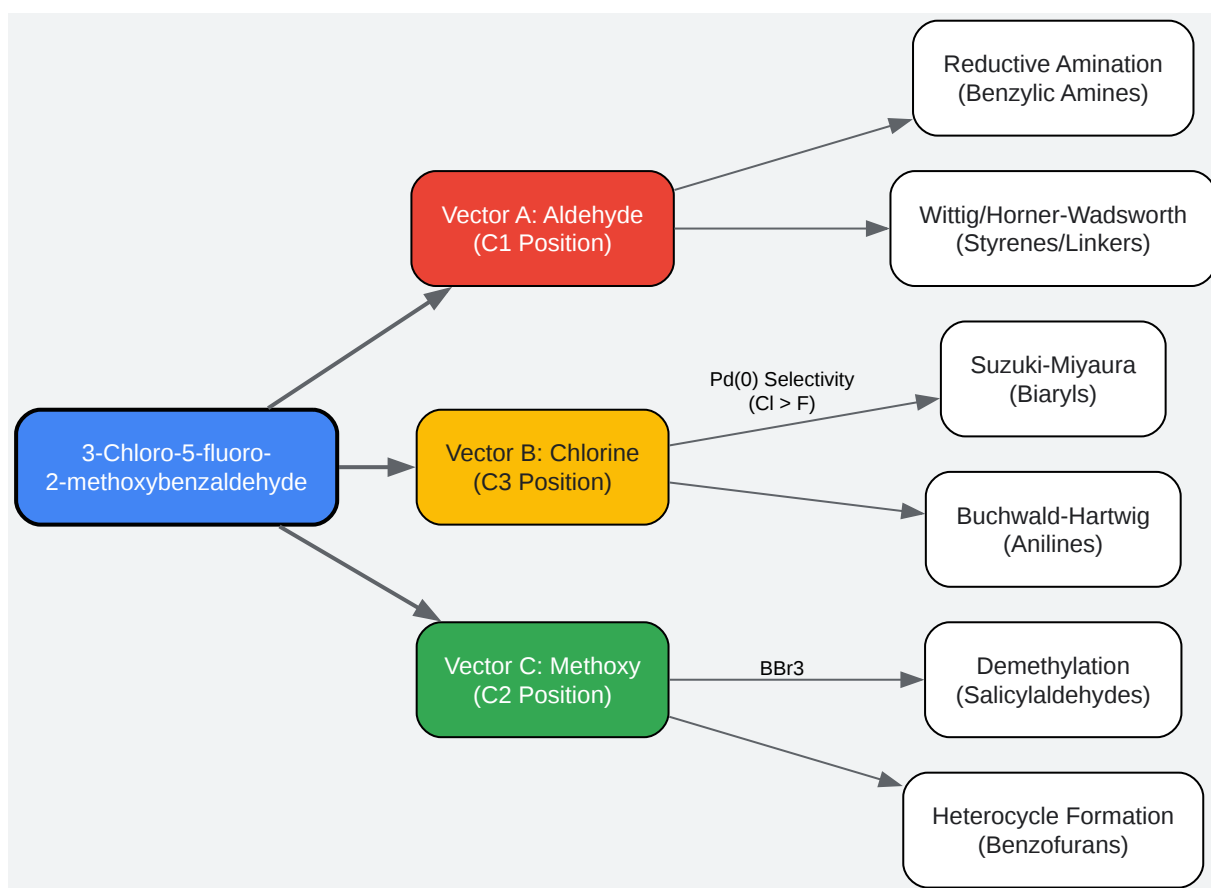 3-Chloro-5-fluoro-
2-methoxybenzaldehyde
Vector A: Aldehyde
(C1 Position)
Reductive Amination
(Benzylic Amines)
Wittig/Horner-Wadsworth
(Styrenes/Linkers)
Vector B: Chlorine
(C3 Position)
Pd(0) Selectivity
(Cl > F)
Suzuki-Miyaura
(Biaryls)
Buchwald-Hartwig
(Anilines)
Vector C: Methoxy
(C2 Position)
BBr3
Demethylation
(Salicylaldehydes)
Heterocycle Formation
(Benzofurans)